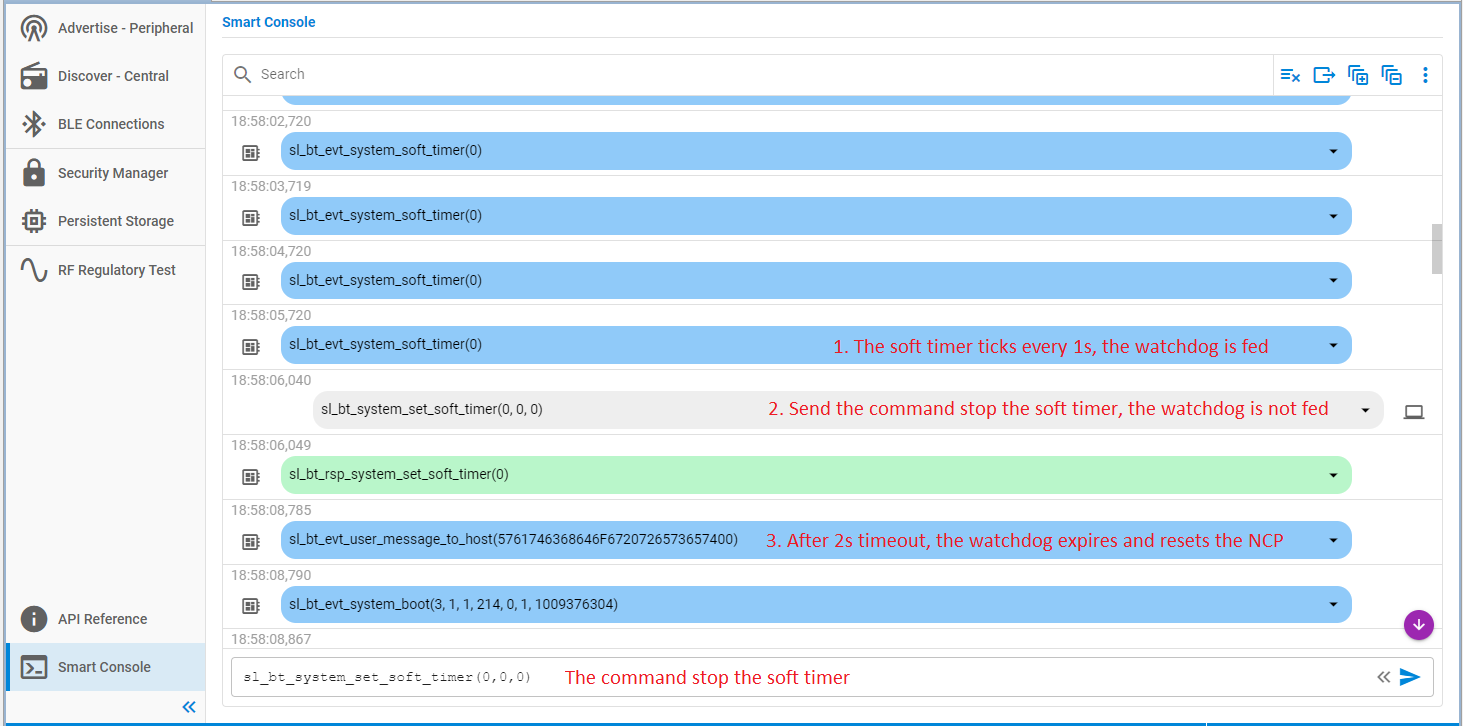 Smart Console
Advertise - Peripheral
Discover - Central
BLE Connections
Security Manager
Persistent Storage
RF Regulatory Test
API Reference
Smart Console
Search
18:58:02,720
sl_bt_evt_system_soft_timer(0)
18:58:03,719
sl_bt_evt_system_soft_timer(0)
18:58:04,720
sl_bt_evt_system_soft_timer(0)
18:58:05,720
sl_bt_evt_system_soft_timer(0) 1. The soft timer ticks every 1s, the watchdog is fed
18:58:06,040
sl_bt_system_set_soft_timer(0, 0, 0) 2. Send the command stop the soft timer, the watchdog is not fed
18:58:06,049
sl_bt_rsp_system_set_soft_timer(0)
18:58:08,785
sl_bt_evt_user_message_to_host(5761746368646F6720726573657400) 3. After 2s timeout, the watchdog expires and resets the NCP
18:58:08,790
sl_bt_evt_system_boot(3, 1, 1, 214, 0, 1, 1009376304)
18:58:08,867
sl_bt_system_set_soft_timer(0,0,0) The command stop the soft timer